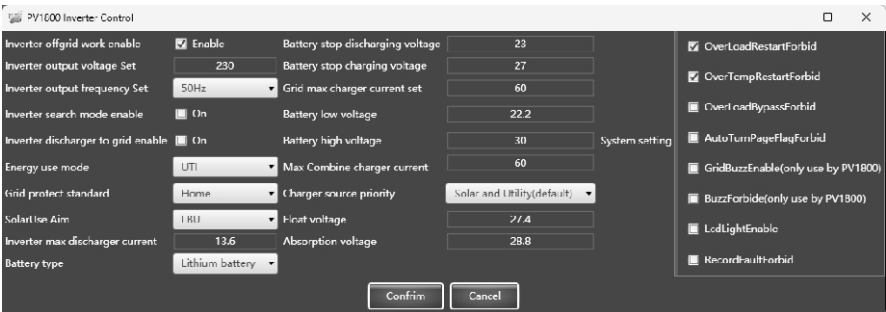 PV1800 Inverter Control
Inverter offgrid work enable
Enable
Inverter output voltage Set
230
Inverter output frequency Set
50Hz
Inverter search mode enable
On
Inverter discharger to grid enable
On
Energy use mode
UTI
Grid protect standard
Home
SolarUse Aim
LBU
Inverter max discharger current
13.6
Battery type
Lithium battery
Battery stop discharging voltage
23
Battery stop charging voltage
27
Grid max charger current set
60
Battery low voltage
22.2
Battery high voltage
30
Max Combine charger current
60
Charger source priority
Solar and Utility(default)
Float voltage
27.4
Absorption voltage
28.8
System setting
OverLoadRestartForbid
OverTempRestartForbid
OverLoadBypassForbid
AutoTurnPageFlagForbid
GridBuzzEnable(only use by PV1800)
BuzzForbide(only use by PV1800)
LcdLightEnable
RecordFaultForbid
Confrim
Cancel